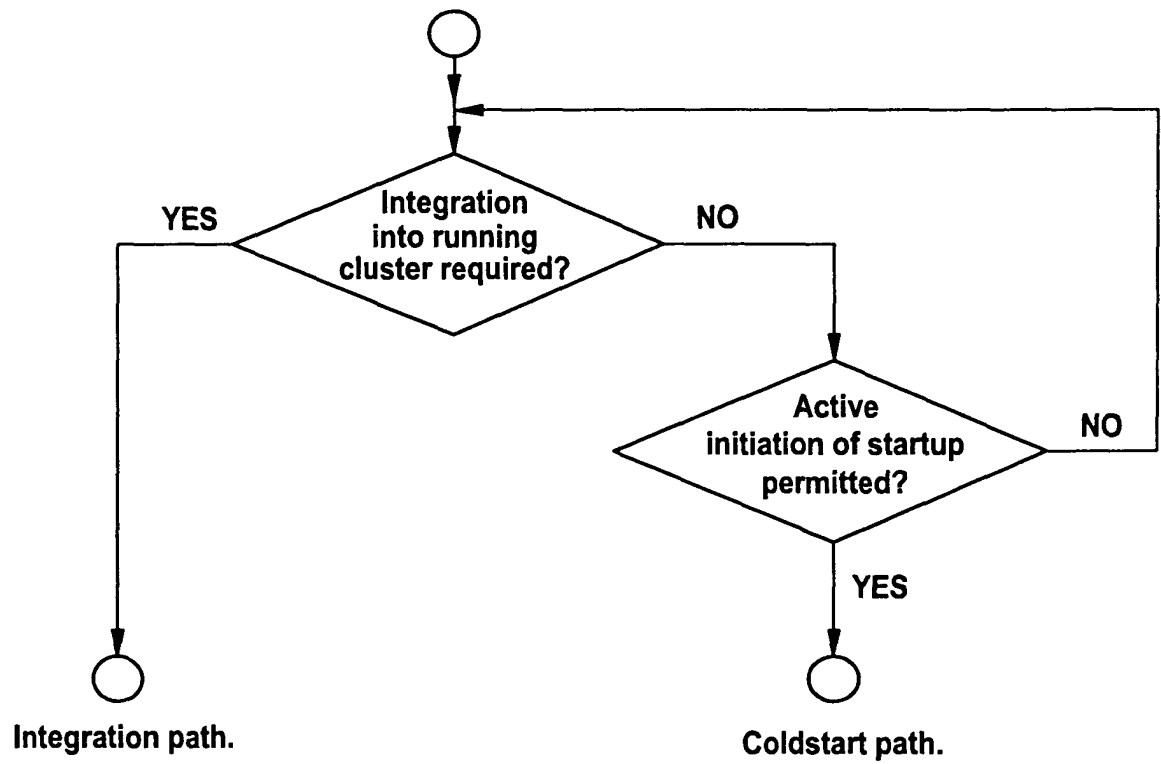 YES
Integration
into running
cluster required?
NO
Active
initiation of startup
permitted?
NO
YES
Integration path.
Coldstart path.